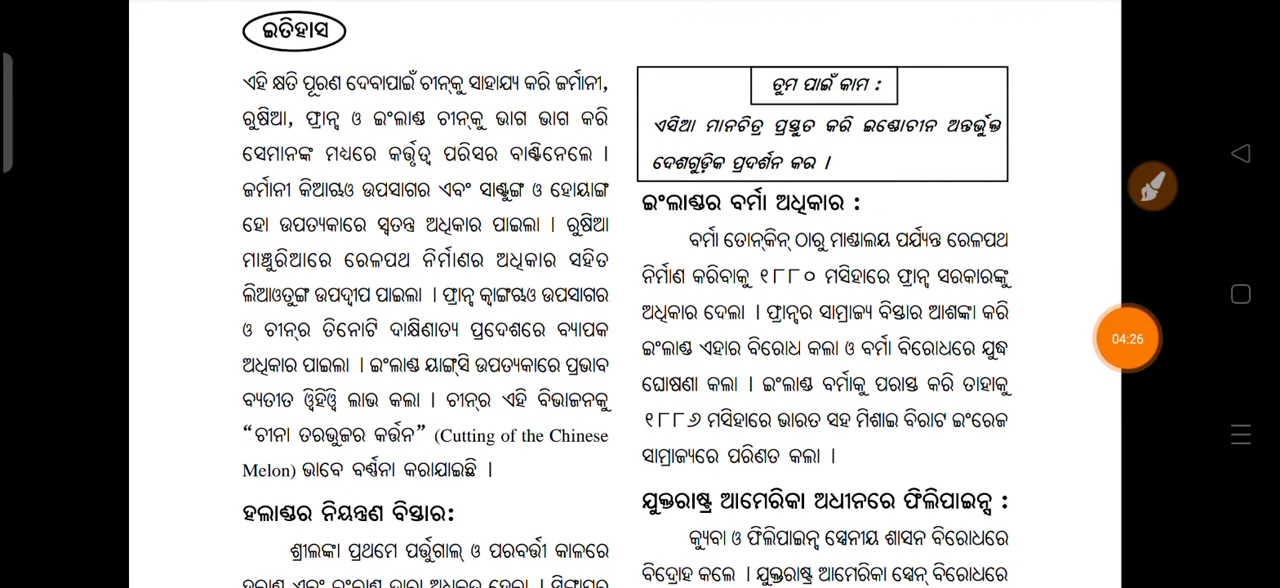 ଇତିହାସ
ଏହି କ୍ଷତି ପୂରଣ ଦେବାପାଇଁ ଚୀନ୍‌କୁ ସାହାଯ୍ୟ କରି ଜର୍ମାନୀ,
ରୁଷିଆ, ଫ୍ରାନ୍ସ ଓ ଇଂଲାଣ୍ଡ ଚୀନ୍‌କୁ ଭାଗ ଭାଗ କରି
ସେମାନଙ୍କ ମଧ୍ୟରେ କର୍ତ୍ତୃତ୍ୱ ପରିସର ବାଣ୍ଟିନେଲେ ।
ଜର୍ମାନୀ କିଆଚ୍ଚଓ ଉପସାଗର ଏବଂ ସାଣ୍ଟୁଙ୍ଗ ଓ ହୋୟାଙ୍ଗ
ହୋ ଉପତ୍ୟକାରେ ସ୍ୱତନ୍ତ୍ର ଅଧିକାର ପାଇଲା । ରୁଷିଆ
ମାଞ୍ଚୁରିଆରେ ରେଳପଥ ନିର୍ମାଣର ଅଧିକାର ସହିତ
ଲିଆଓତୁଙ୍ଗ ଉପଦ୍ୱୀପ ପାଇଲା । ଫ୍ରାନ୍ସ କ୍ୱାଙ୍ଗଚ୍ଚଓ ଉପସାଗର
ଓ ଚୀନ୍‌ର ତିନୋଟି ଦାକ୍ଷିଣାତ୍ୟ ପ୍ରଦେଶରେ ବ୍ୟାପକ
ଅଧିକାର ପାଇଲା । ଇଂଲାଣ୍ଡ ୟାଙ୍ଗ୍‌ସି ଉପତ୍ୟକାରେ ପ୍ରଭାବ
ବ୍ୟତୀତ ୱିହିୱି ଲାଭ କଲା । ଚୀନ୍‌ର ଏହି ବିଭାଜନକୁ
“ଚୀନା ତରଭୁଜର କର୍ତ୍ତନ” (Cutting of the Chinese
Melon) ଭାବେ ବର୍ଣ୍ଣନା କରାଯାଇଛି ।
ହଲାଣ୍ଡର ନିୟନ୍ତ୍ରଣ ବିସ୍ତାର:
ଶ୍ରୀଲଙ୍କା ପ୍ରଥମେ ପର୍ତ୍ତୁଗାଲ୍ ଓ ପରବର୍ତ୍ତୀ କାଳରେ
ତୁମ ପାଇଁ କାମ :
ଏସିଆ ମାନଚିତ୍ର ପ୍ରସ୍ତୁତ କରି ଇଣ୍ଡୋଚୀନ ଅନ୍ତର୍ଭୁକ୍ତ
ଦେଶଗୁଡ଼ିକ ପ୍ରଦର୍ଶନ କର ।
ଇଂଲାଣ୍ଡର ବର୍ମା ଅଧିକାର :
ବର୍ମା ତୋନ୍‌କିନ୍ ଠାରୁ ମାଣ୍ଡାଲୟ ପର୍ଯ୍ୟନ୍ତ ରେଳପଥ
ନିର୍ମାଣ କରିବାକୁ ୧୮୮୦ ମସିହାରେ ଫ୍ରାନ୍ସ ସରକାରଙ୍କୁ
ଅଧିକାର ଦେଲା । ଫ୍ରାନ୍ସର ସାମ୍ରାଜ୍ୟ ବିସ୍ତାର ଆଶଙ୍କା କରି
ଇଂଲାଣ୍ଡ ଏହାର ବିରୋଧ କଲା ଓ ବର୍ମା ବିରୋଧରେ ଯୁଦ୍ଧ
ଘୋଷଣା କଲା । ଇଂଲାଣ୍ଡ ବର୍ମାକୁ ପରାସ୍ତ କରି ତାହାକୁ
୧୮୮୬ ମସିହାରେ ଭାରତ ସହ ମିଶାଇ ବିରାଟ ଇଂରେଜ
ସାମ୍ରାଜ୍ୟରେ ପରିଣତ କଲା ।
ଯୁକ୍ତରାଷ୍ଟ୍ର ଆମେରିକା ଅଧୀନରେ ଫିଲିପାଇନ୍ସ :
କ୍ୟୁବା ଓ ଫିଲିପାଇନ୍ସ ସ୍ପେନୀୟ ଶାସନ ବିରୋଧରେ
ବିଦ୍ରୋହ କଲେ । ଯୁକ୍ତରାଷ୍ଟ୍ର ଆମେରିକା ସ୍ପେନ୍ ବିରୋଧରେ
04:26